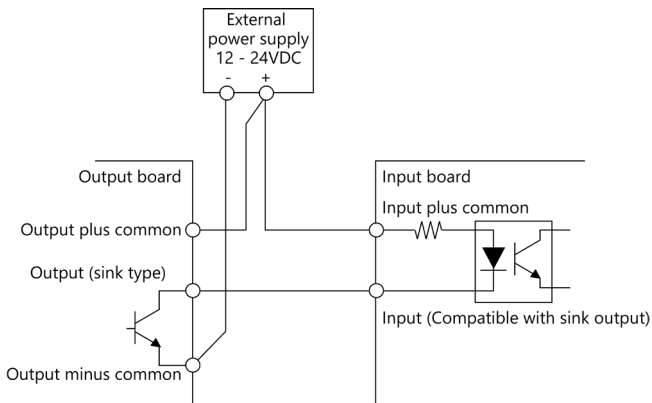 External
power supply
12 - 24VDC
- +
Output board
Input board
Input plus common
Output plus common
Output (sink type)
Input (Compatible with sink output)
Output minus common